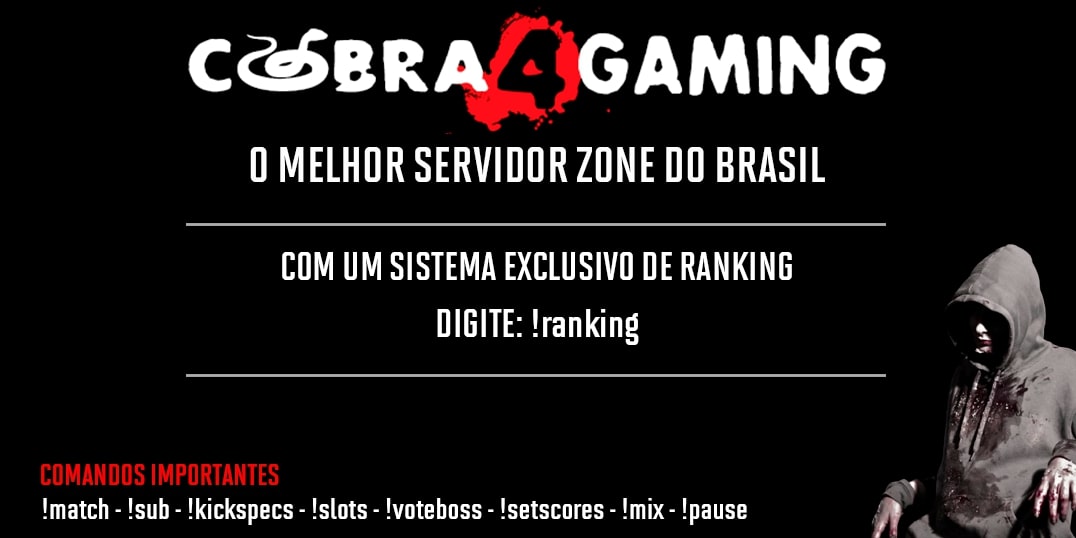 COBRA4GAMING
O MELHOR SERVIDOR ZONE DO BRASIL
COM UM SISTEMA EXCLUSIVO DE RANKING
DIGITE: !ranking
COMANDOS IMPORTANTES
!match - !sub - !kickspecs - !slots - !voteboss - !setscores - !mix - !pause